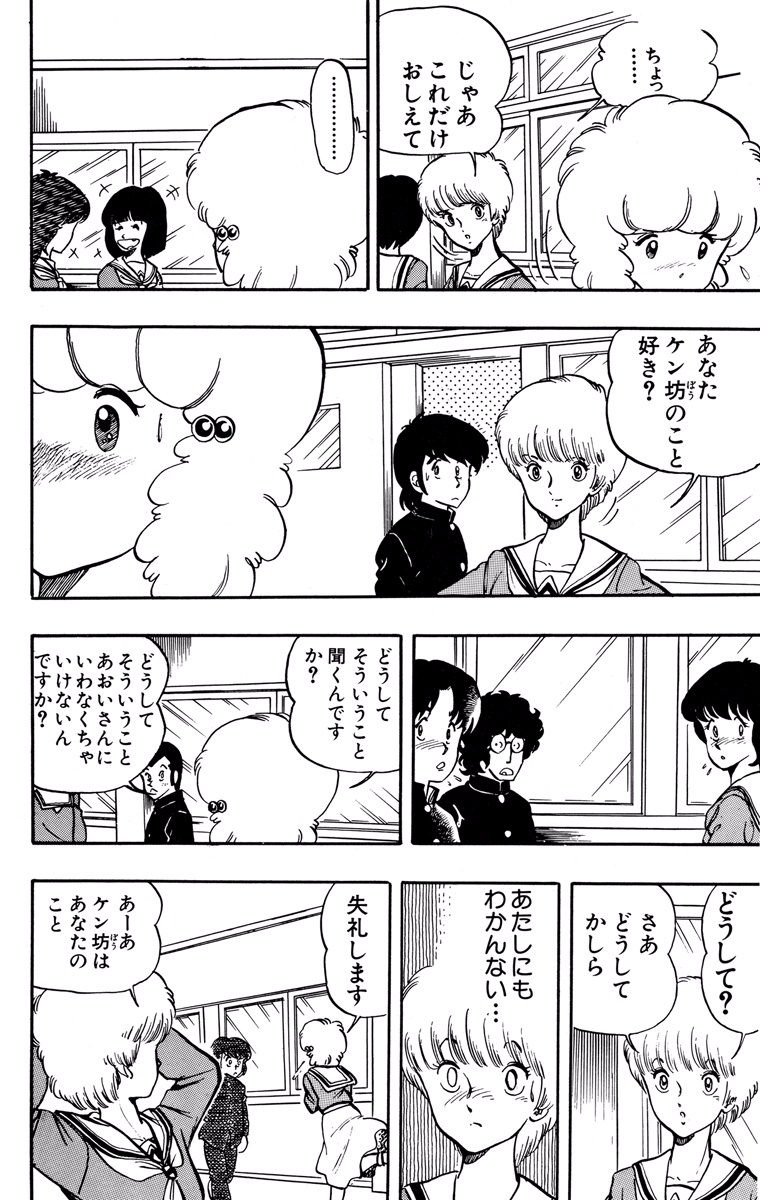 ちょっ
……
じゃあ
これだけ
おしえて
………
あなた
ケン坊のこと
好き？
どうして
そういうこと
聞くんです
か？
どうして
そういうこと
あおいさんに
いわなくちゃ
いけないん
ですか？
どうして？
さあ
どうして
かしら
あたしにも
わかんない…
失礼します
あーあ
ケン坊は
あなたの
こと